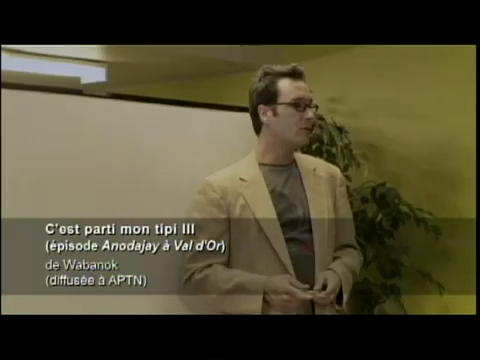 C'est parti mon tipi III
(épisode Anodajay à Val d'Or)
de Wabanok
(diffusée à APTN)